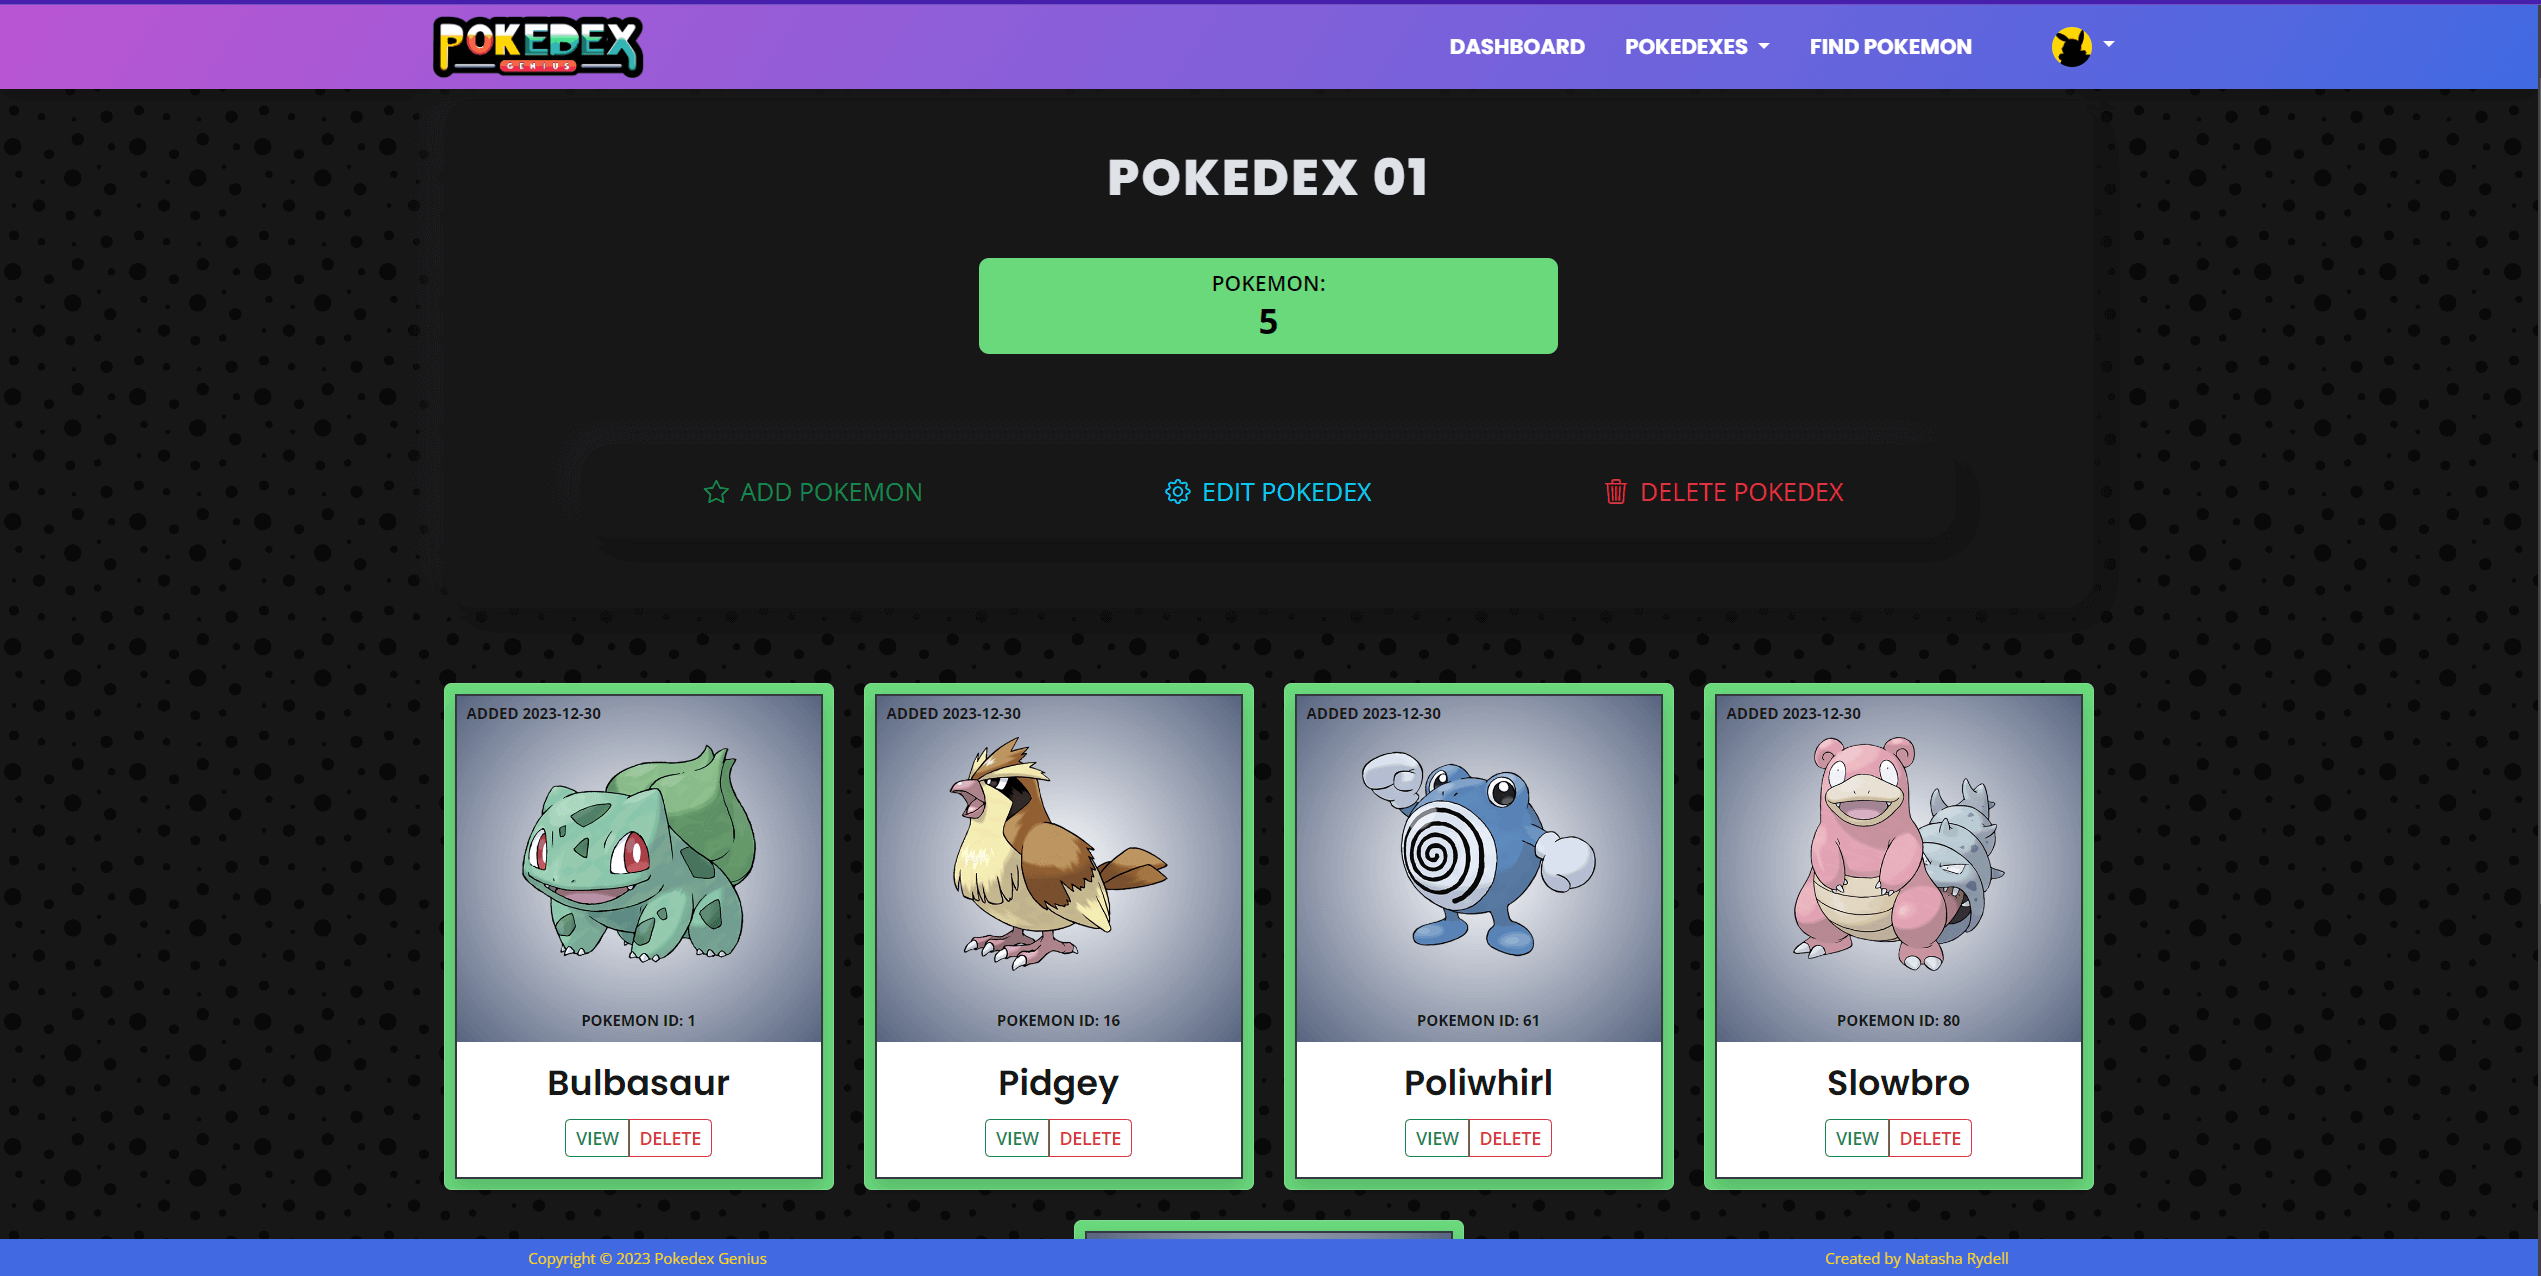 POKEDEX
GENIUS
DASHBOARD
POKEDEXES
FIND POKEMON
POKEDEX 01
POKEMON:
5
ADD POKEMON
EDIT POKEDEX
DELETE POKEDEX
ADDED 2023-12-30
POKEMON ID: 1
Bulbasaur
VIEW DELETE
ADDED 2023-12-30
POKEMON ID: 16
Pidgey
VIEW DELETE
ADDED 2023-12-30
POKEMON ID: 61
Poliwhirl
VIEW DELETE
ADDED 2023-12-30
POKEMON ID: 80
Slowbro
VIEW DELETE
Copyright © 2023 Pokedex Genius
Created by Natasha Rydell